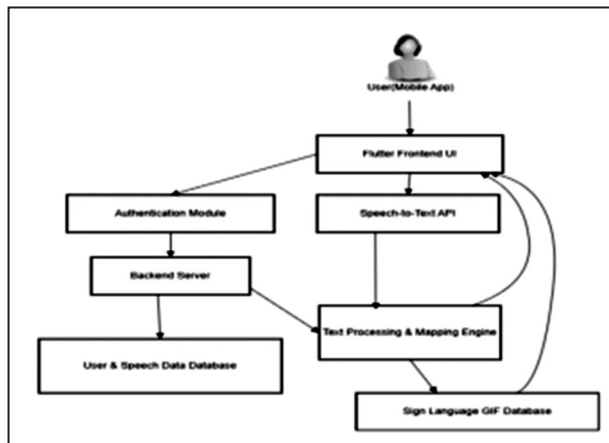 User(Mobile App)
Flutter Frontend UI
Authentication Module
Speech-to-Text API
Backend Server
Text Processing & Mapping Engine
User & Speech Data Database
Sign Language GIF Database